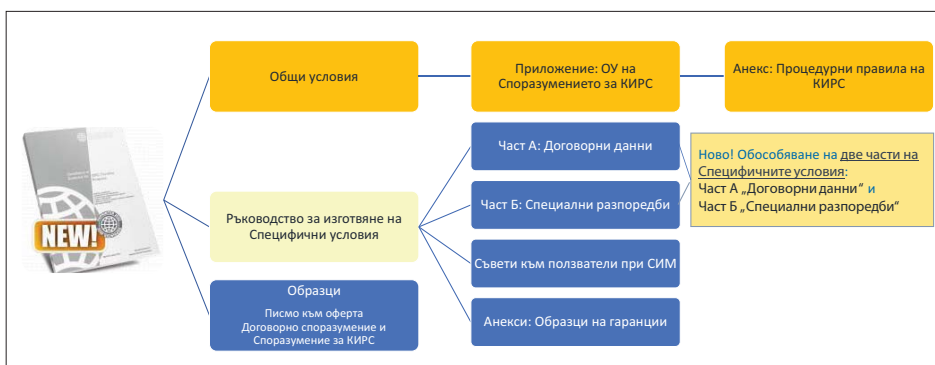 Общи условия
Приложение: ОУ на
Споразумението за КИРС
Анекс: Процедурни правила на
КИРС
NEW!
Ръководство за изготвяне на
Специфични условия
Част А: Договорни данни
Част Б: Специални разпоредби
Съвети към ползватели при СИМ
Анекси: Образци на гаранции
Ново! Обособяване на две части на
Специфичните условия:
Част А „Договорни данни“ и
Част Б „Специални разпоредби“
Образци
Писмо към оферта
Договорно споразумение и
Споразумение за КИРС